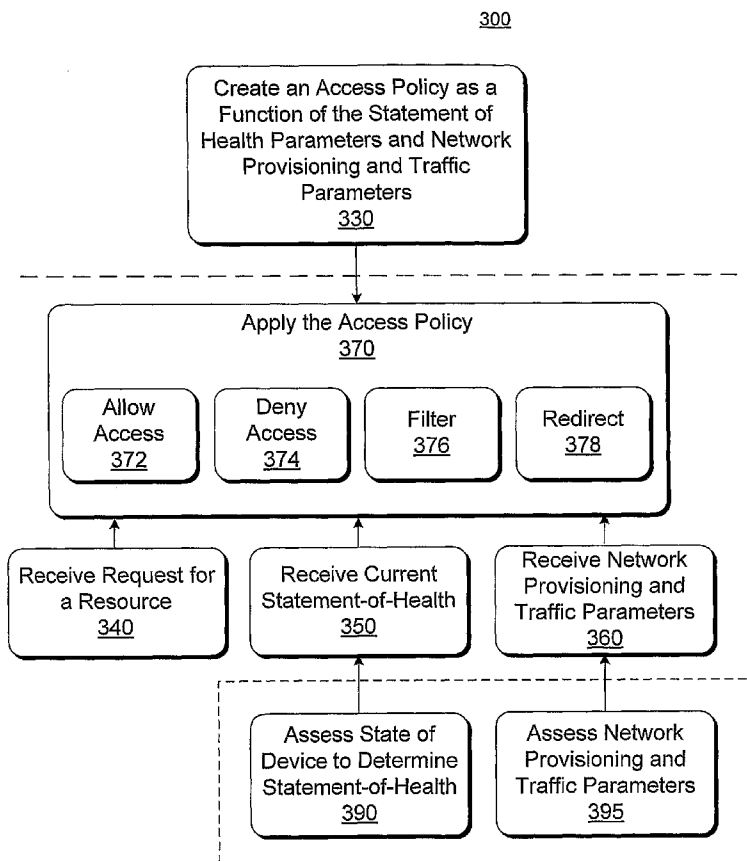 300
Create an Access Policy as a
Function of the Statement of
Health Parameters and Network
Provisioning and Traffic
Parameters
330
Apply the Access Policy
370
Allow
Access
372
Deny
Access
374
Filter
376
Redirect
378
Receive Request for
a Resource
340
Receive Current
Statement-of-Health
350
Receive Network
Provisioning and
Traffic Parameters
360
Assess State of
Device to Determine
Statement-of-Health
390
Assess Network
Provisioning and
Traffic Parameters
395